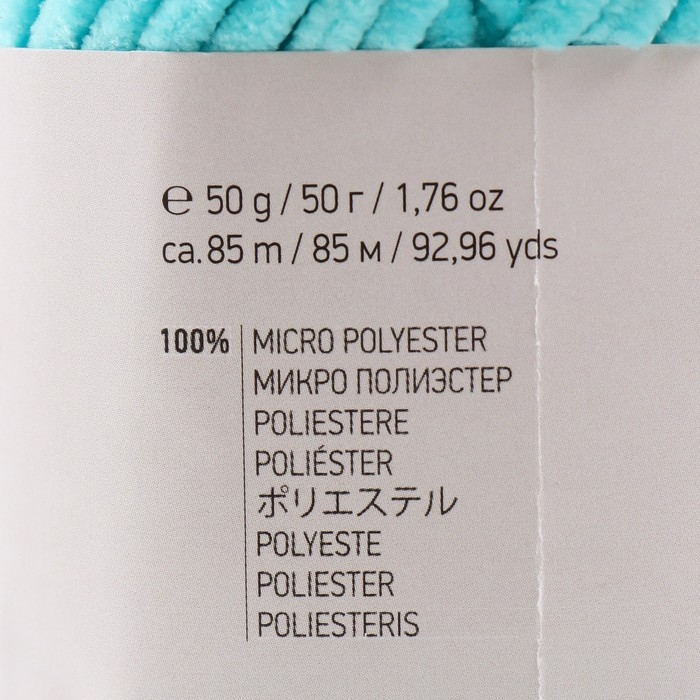 ℮ 50 g / 50 г / 1,76 oz
ca. 85 m / 85 м / 92,96 yds
100% MICRO POLYESTER
МИКРО ПОЛИЭСТЕР
POLIESTERE
POLIÉSTER
ポリエステル
POLYESTE
POLIESTER
POLIESTERIS